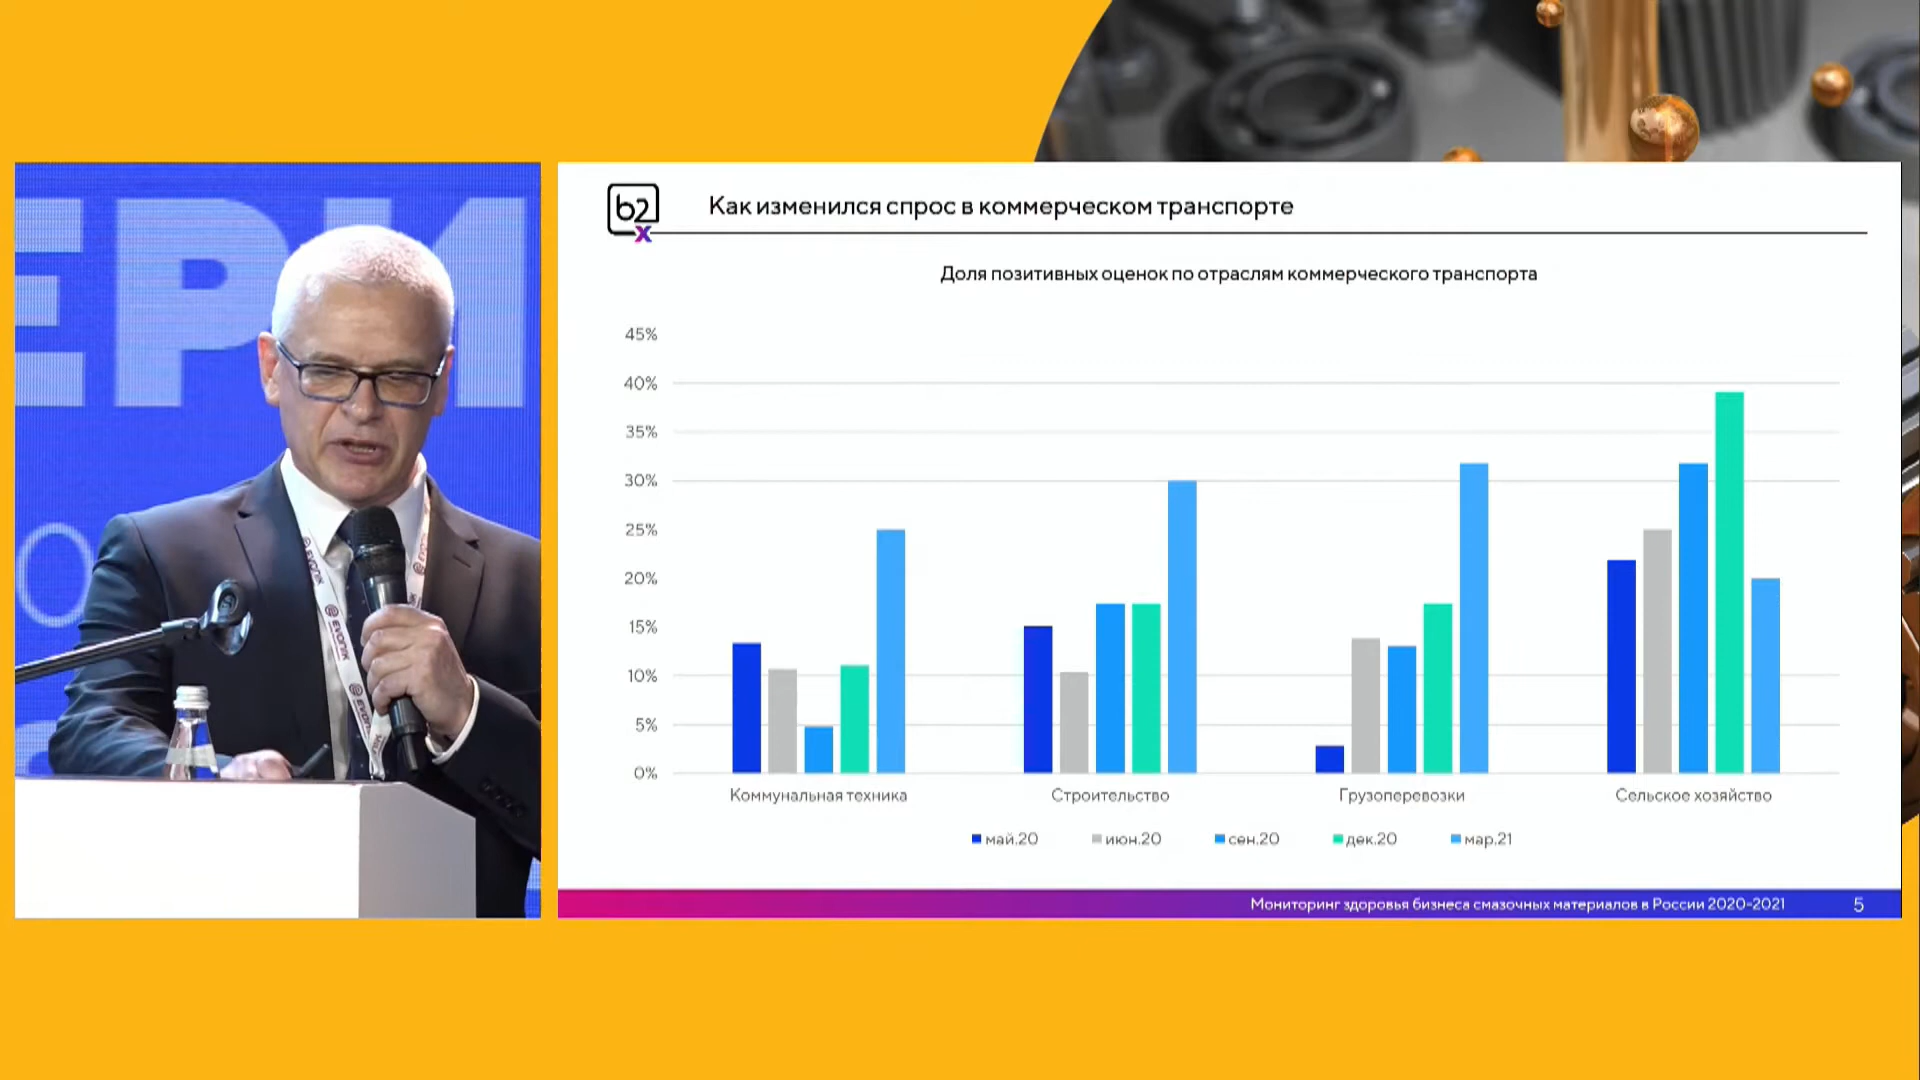 ЕРИ
EVONIK
b2
x
Как изменился спрос в коммерческом транспорте
Доля позитивных оценок по отраслям коммерческого транспорта
45%
40%
35%
30%
25%
20%
15%
10%
5%
0%
Коммунальная техника
Строительство
Грузоперевозки
Сельское хозяйство
май.20
июн.20
сен.20
дек.20
мар.21
Мониторинг здоровья бизнеса смазочных материалов в России 2020-2021
5